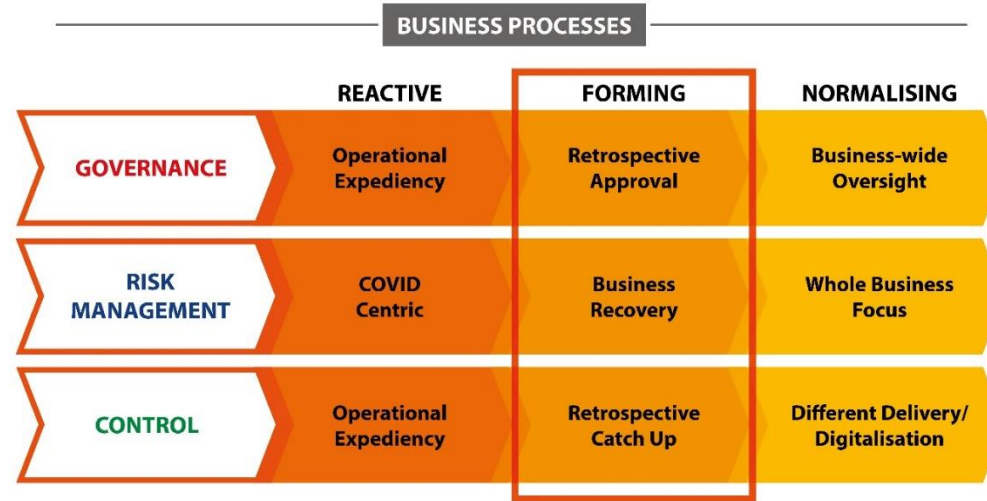 BUSINESS PROCESSES
REACTIVE FORMING NORMALISING
GOVERNANCE
Operational
Expediency
Retrospective
Approval
Business-wide
Oversight
RISK
MANAGEMENT
COVID
Centric
Business
Recovery
Whole Business
Focus
CONTROL
Operational
Expediency
Retrospective
Catch Up
Different Delivery/
Digitalisation